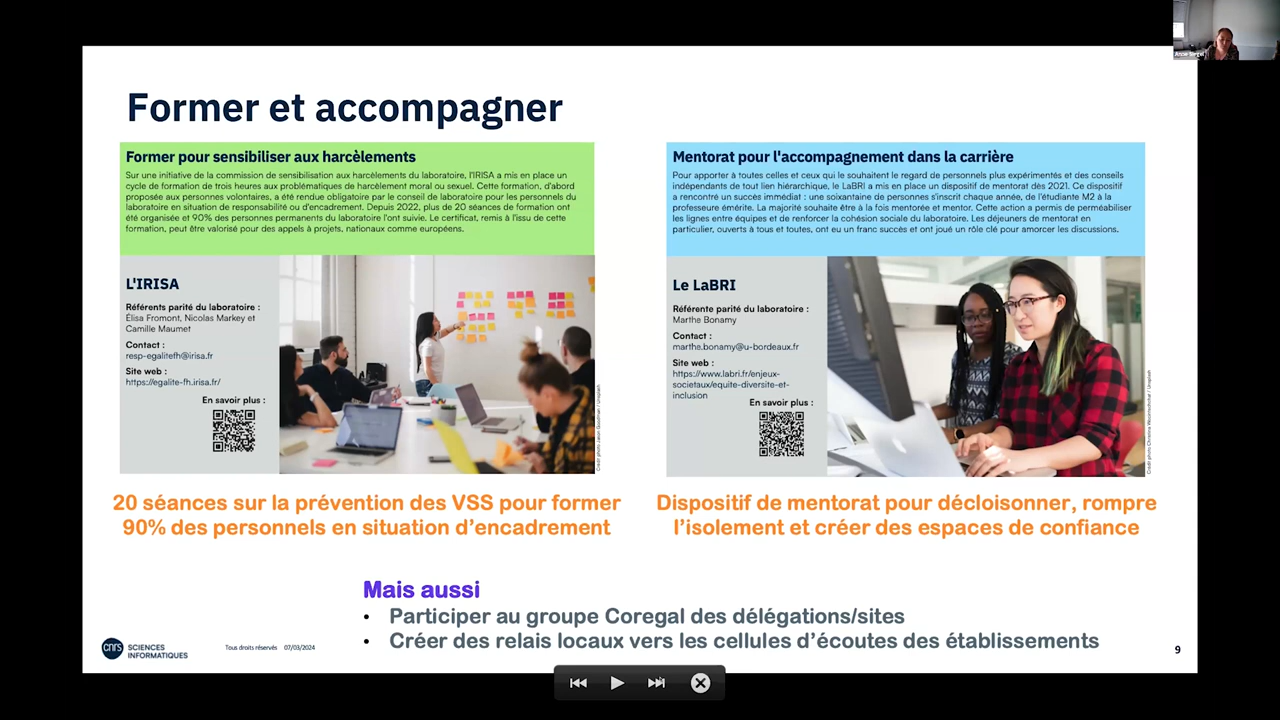 Former et accompagner
Former pour sensibiliser aux harcèlements
Sur une initiative de la commission de sensibilisation aux harcèlements du laboratoire, l'IRISA a mis en place un
cycle de formation de trois heures aux problématiques de harcèlement moral ou sexuel. Cette formation, d'abord
proposée aux personnes volontaires, a été rendue obligatoire par le conseil de laboratoire pour les personnels du
laboratoire en situation de responsabilité ou d'encadrement. Depuis 2022, plus de 20 séances de formation ont
été organisée et 90% des personnes permanents du laboratoire l'ont suivie. Le certificat, remis à l'issu de cette
formation, peut être valorisé pour des appels à projets, nationaux comme européens.
L'IRISA
Référents parité du laboratoire :
Élisa Fromont, Nicolas Markey et
Camille Maumet
Contact :
resp-egalitefh@irisa.fr
Site web :
https://egalite-fh.irisa.fr/
En savoir plus :
20 séances sur la prévention des VSS pour former
90% des personnels en situation d'encadrement
Mentorat pour l'accompagnement dans la carrière
Pour apporter à toutes celles et ceux qui le souhaitent le regard de personnels plus expérimentés et des conseils
indépendants de tout lien hiérarchique, le LaBRI a mis en place un dispositif de mentorat dès 2021. Ce dispositif
a rencontré un succès immédiat : une soixantaine de personnes s'inscrit chaque année, de l'étudiante M2 à la
professeure émérite. La majorité souhaite être à la fois mentorée et mentor. Cette action a permis de perméabiliser
les lignes entre équipes et de renforcer la cohésion sociale du laboratoire. Les déjeuners de mentorat en
particulier, ouverts à tous et toutes, ont eu un franc succès et ont joué un rôle clé pour amorcer les discussions.
Le LaBRI
Référente parité du laboratoire :
Marthe Bonamy
Contact :
marthe.bonamy@u-bordeaux.fr
Site web :
https://www.labri.fr/enjeux-
societaux/equite-diversite-et-
inclusion
En savoir plus :
Dispositif de mentorat pour décloisonner, rompre
l'isolement et créer des espaces de confiance
Mais aussi
• Participer au groupe Coregal des délégations/sites
• Créer des relais locaux vers les cellules d'écoutes des établissements
cnrs
SCIENCES
INFORMATIQUES
Tous droits réservés 07/03/2024
9